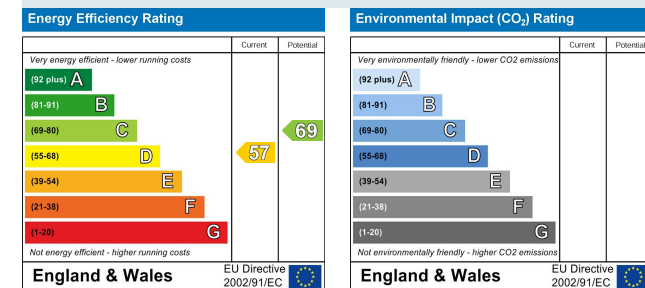 Energy Efficiency Rating
Current Potential
Very energy efficient - lower running costs
(92 plus) A
(81-91) B
(69-80) C
69
(55-68) D
57
(39-54) E
(21-38) F
(1-20) G
Not energy efficient - higher running costs
England & Wales
EU Directive
2002/91/EC
Environmental Impact (CO2) Rating
Current Potential
Very environmentally friendly - lower CO2 emissions
(92 plus) A
(81-91) B
(69-80) C
(55-68) D
(39-54) E
(21-38) F
(1-20) G
Not environmentally friendly - higher CO2 emissions
England & Wales
EU Directive
2002/91/EC